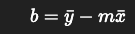 b = ȳ − mx̄